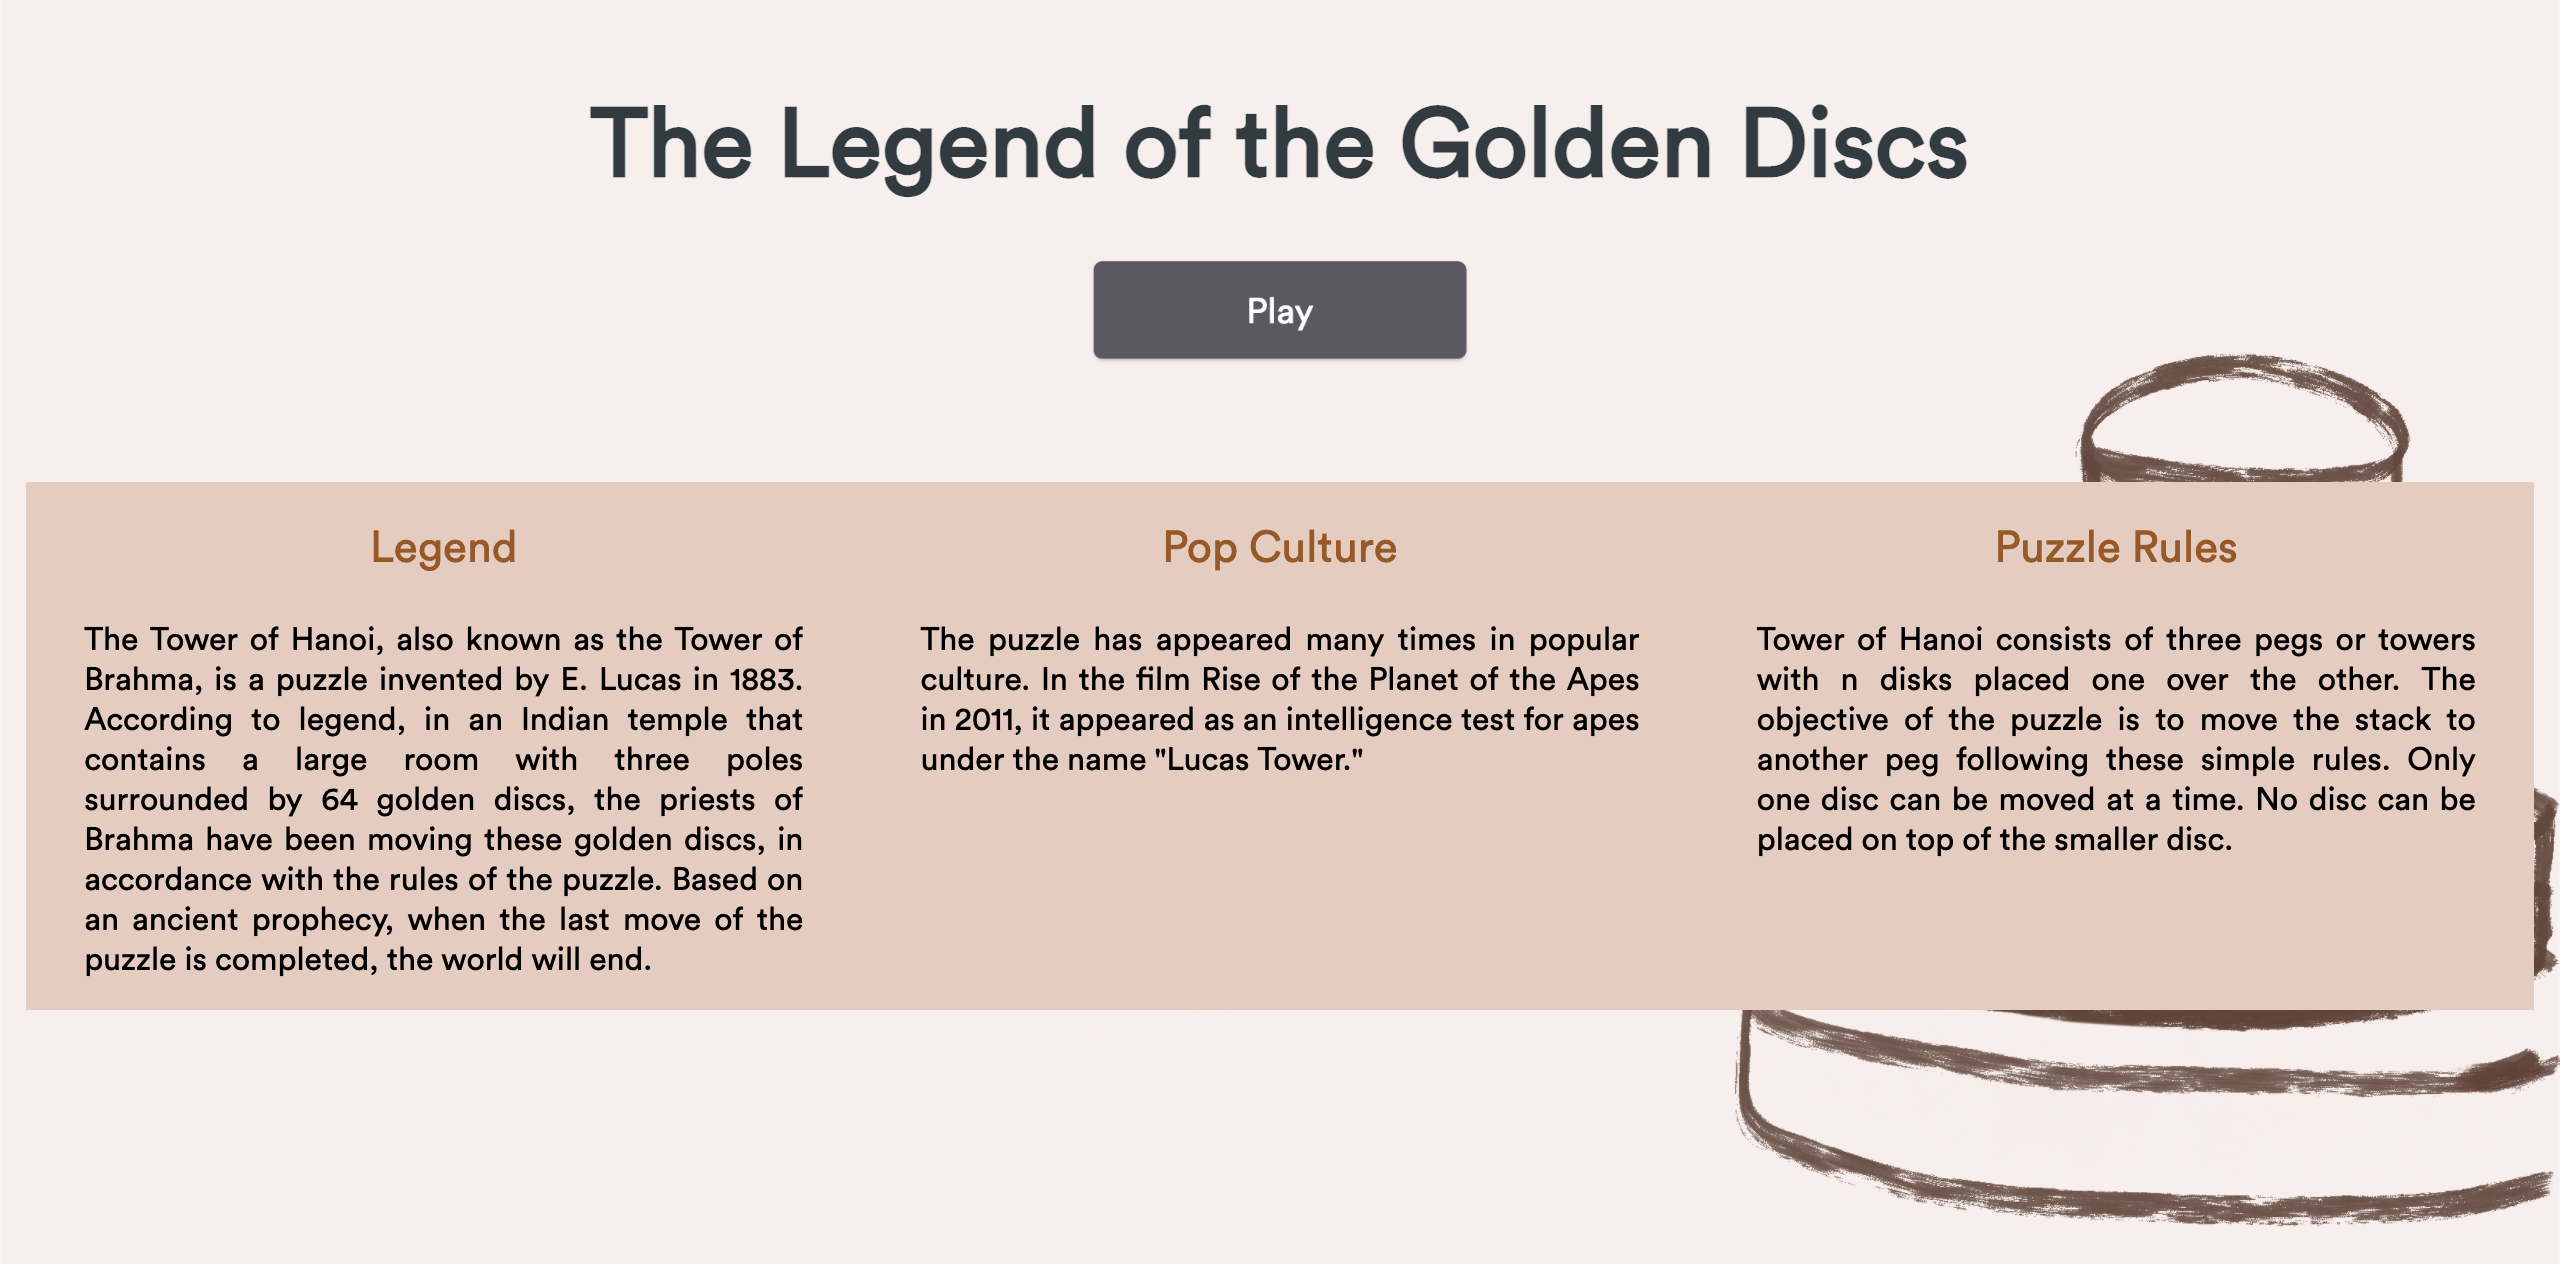 The Legend of the Golden Discs
Play
Legend
The Tower of Hanoi, also known as the Tower of
Brahma, is a puzzle invented by E. Lucas in 1883.
According to legend, in an Indian temple that
contains a large room with three poles
surrounded by 64 golden discs, the priests of
Brahma have been moving these golden discs, in
accordance with the rules of the puzzle. Based on
an ancient prophecy, when the last move of the
puzzle is completed, the world will end.
Pop Culture
The puzzle has appeared many times in popular
culture. In the film Rise of the Planet of the Apes
in 2011, it appeared as an intelligence test for apes
under the name "Lucas Tower."
Puzzle Rules
Tower of Hanoi consists of three pegs or towers
with n disks placed one over the other. The
objective of the puzzle is to move the stack to
another peg following these simple rules. Only
one disc can be moved at a time. No disc can be
placed on top of the smaller disc.